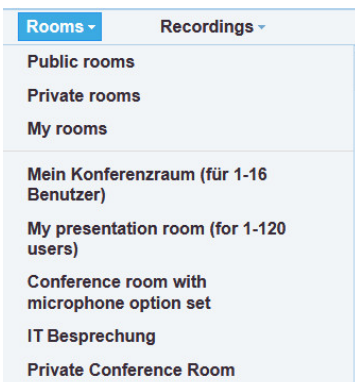 Rooms Recordings
Public rooms
Private rooms
My rooms
Mein Konferenzraum (für 1-16
Benutzer)
My presentation room (for 1-120
users)
Conference room with
microphone option set
IT Besprechung
Private Conference Room